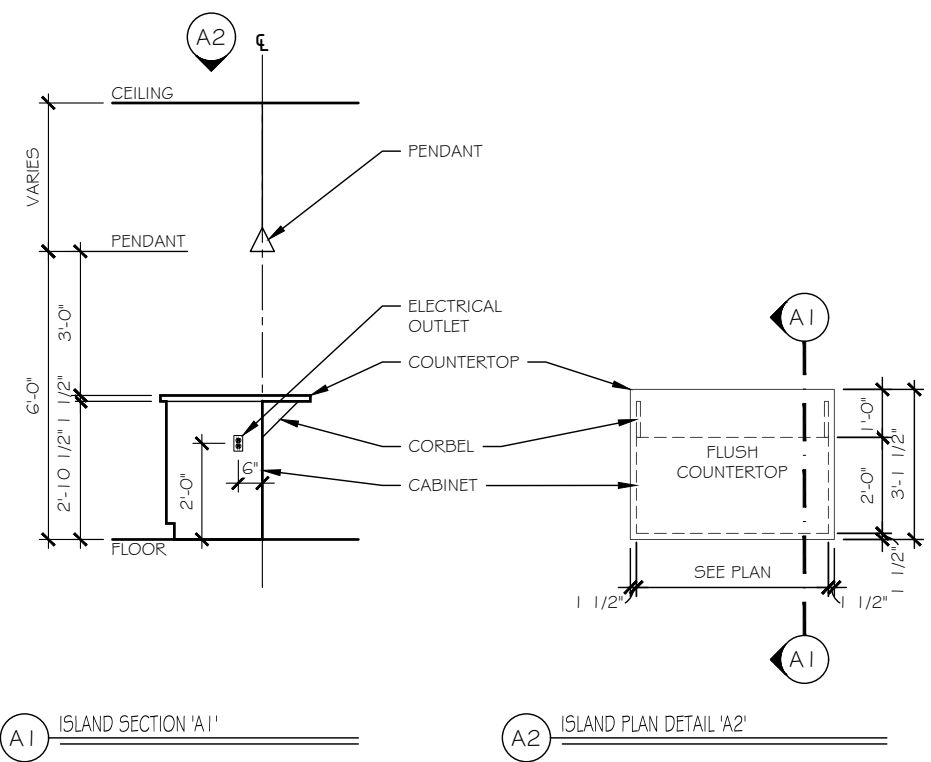 A2
℄
CEILING
VARIES
PENDANT
PENDANT
3'-0"
ELECTRICAL
OUTLET
A1
COUNTERTOP
1 1/2"
6'-0"
2'-10 1/2"
CORBEL
6"
2'-0"
CABINET
FLUSH
COUNTERTOP
1'-0"
2'-0"
3'-1 1/2"
1 1/2"
FLOOR
SEE PLAN
1 1/2"
1 1/2"
A1
A1
ISLAND SECTION 'A1'
A2
ISLAND PLAN DETAIL 'A2'